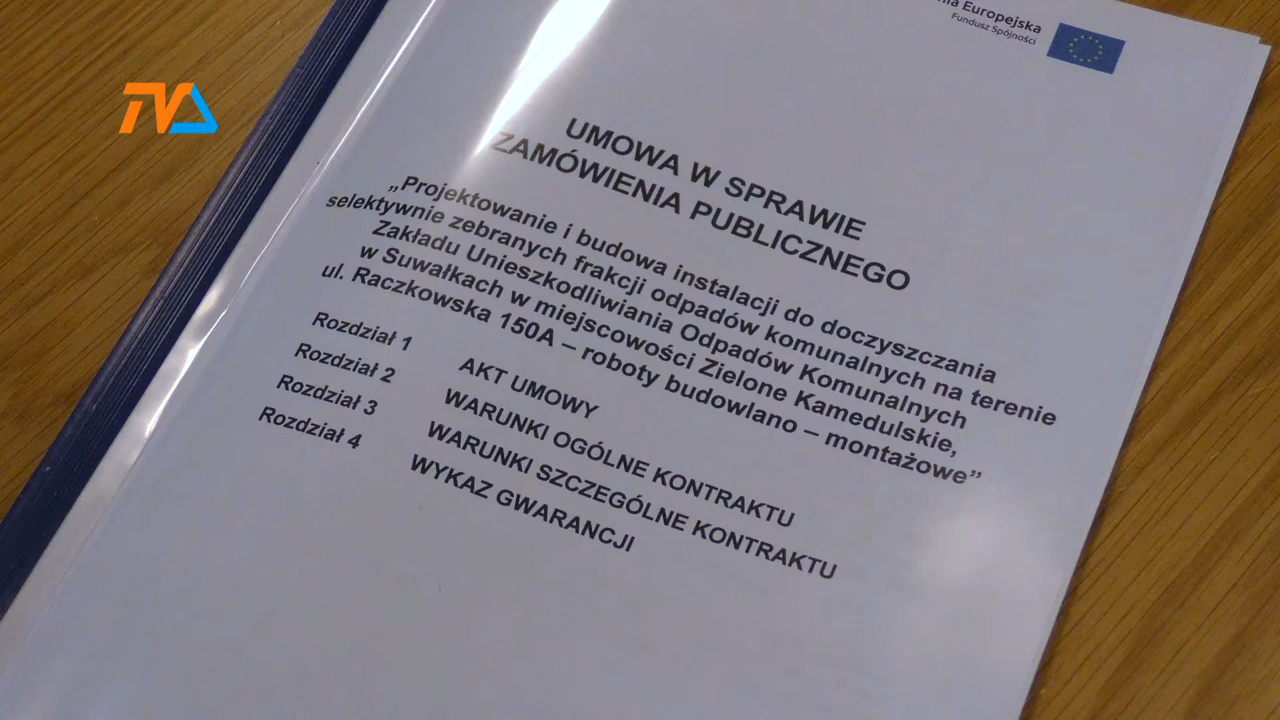 Europejska
Fundusz Spójności
TVA
UMOWA W SPRAWIE
ZAMÓWIENIA PUBLICZNEGO
„Projektowanie i budowa instalacji do doczyszczania
selektywnie zebranych frakcji odpadów komunalnych na terenie
Zakładu Unieszkodliwiania Odpadów Komunalnych
w Suwałkach w miejscowości Zielone Kamedulskie,
ul. Raczkowska 150A – roboty budowlano – montażowe”
Rozdział 1 AKT UMOWY
Rozdział 2 WARUNKI OGÓLNE KONTRAKTU
Rozdział 3 WARUNKI SZCZEGÓLNE KONTRAKTU
Rozdział 4 WYKAZ GWARANCJI